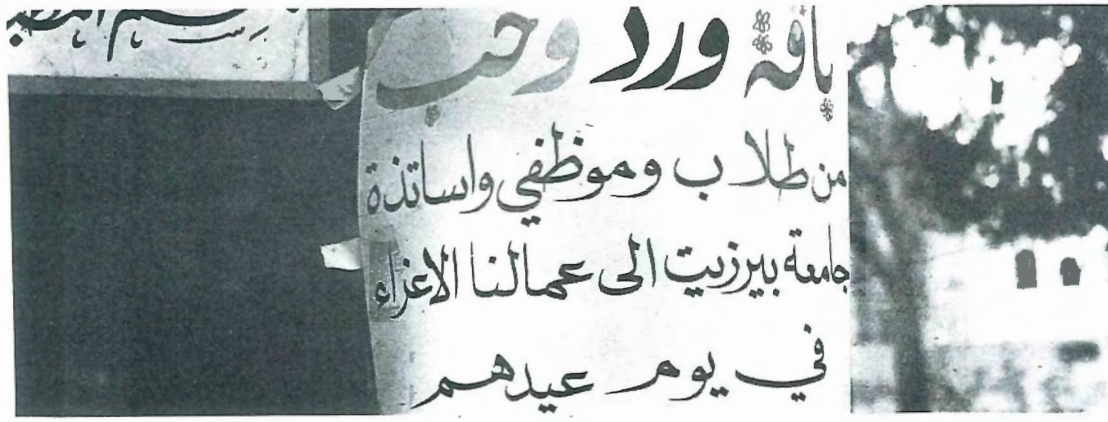 باقة ورد وحب
من طلاب وموظفي واساتذة
جامعة بيرزيت الى عمالنا الاعزاء
في يوم عيدهم